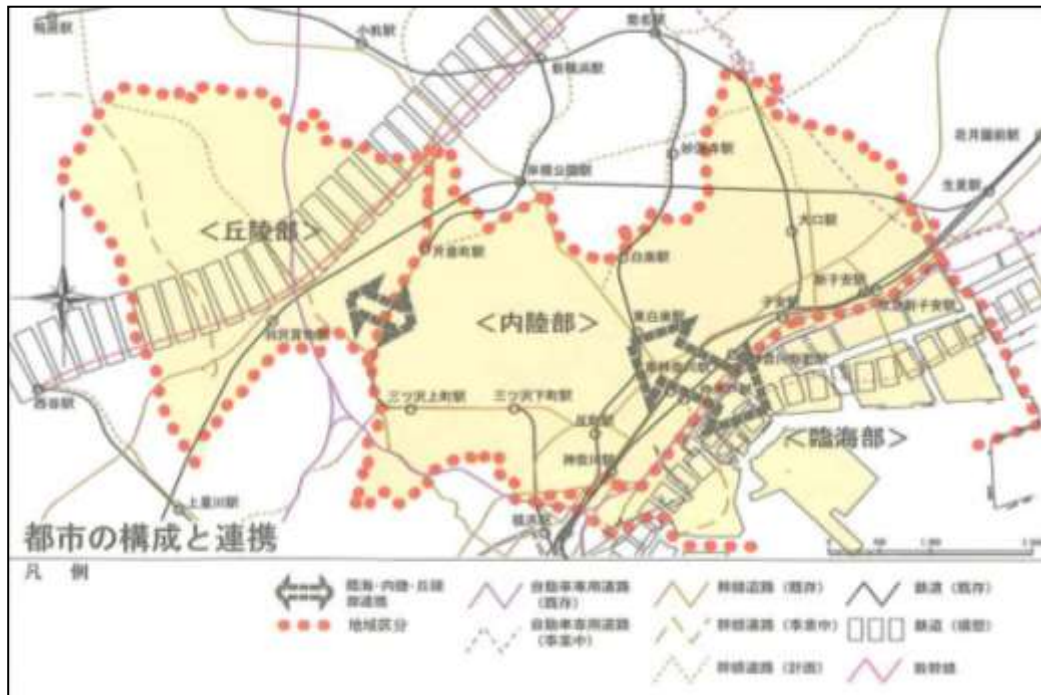 小机駅
新横浜駅
菊名駅
花月園前駅
岸根公園駅
妙蓮寺駅
生麦駅
<丘陵部>
片倉町駅
白楽駅
大口駅
新子安駅
京急新子安駅
子安駅
<内陸部>
東白楽駅
羽沢貨物駅
西谷駅
三ツ沢上町駅
三ツ沢下町駅
反町駅
神奈川駅
<臨海部>
上星川駅
横浜駅
都市の構成と連携
凡 例
臨海・内陸・丘陵
部連携
地域区分
自動車専用道路
(既存)
自動車専用道路
(事業中)
幹線道路(既存)
幹線道路(事業中)
幹線道路(計画)
鉄道(既存)
鉄道(構想)
新幹線